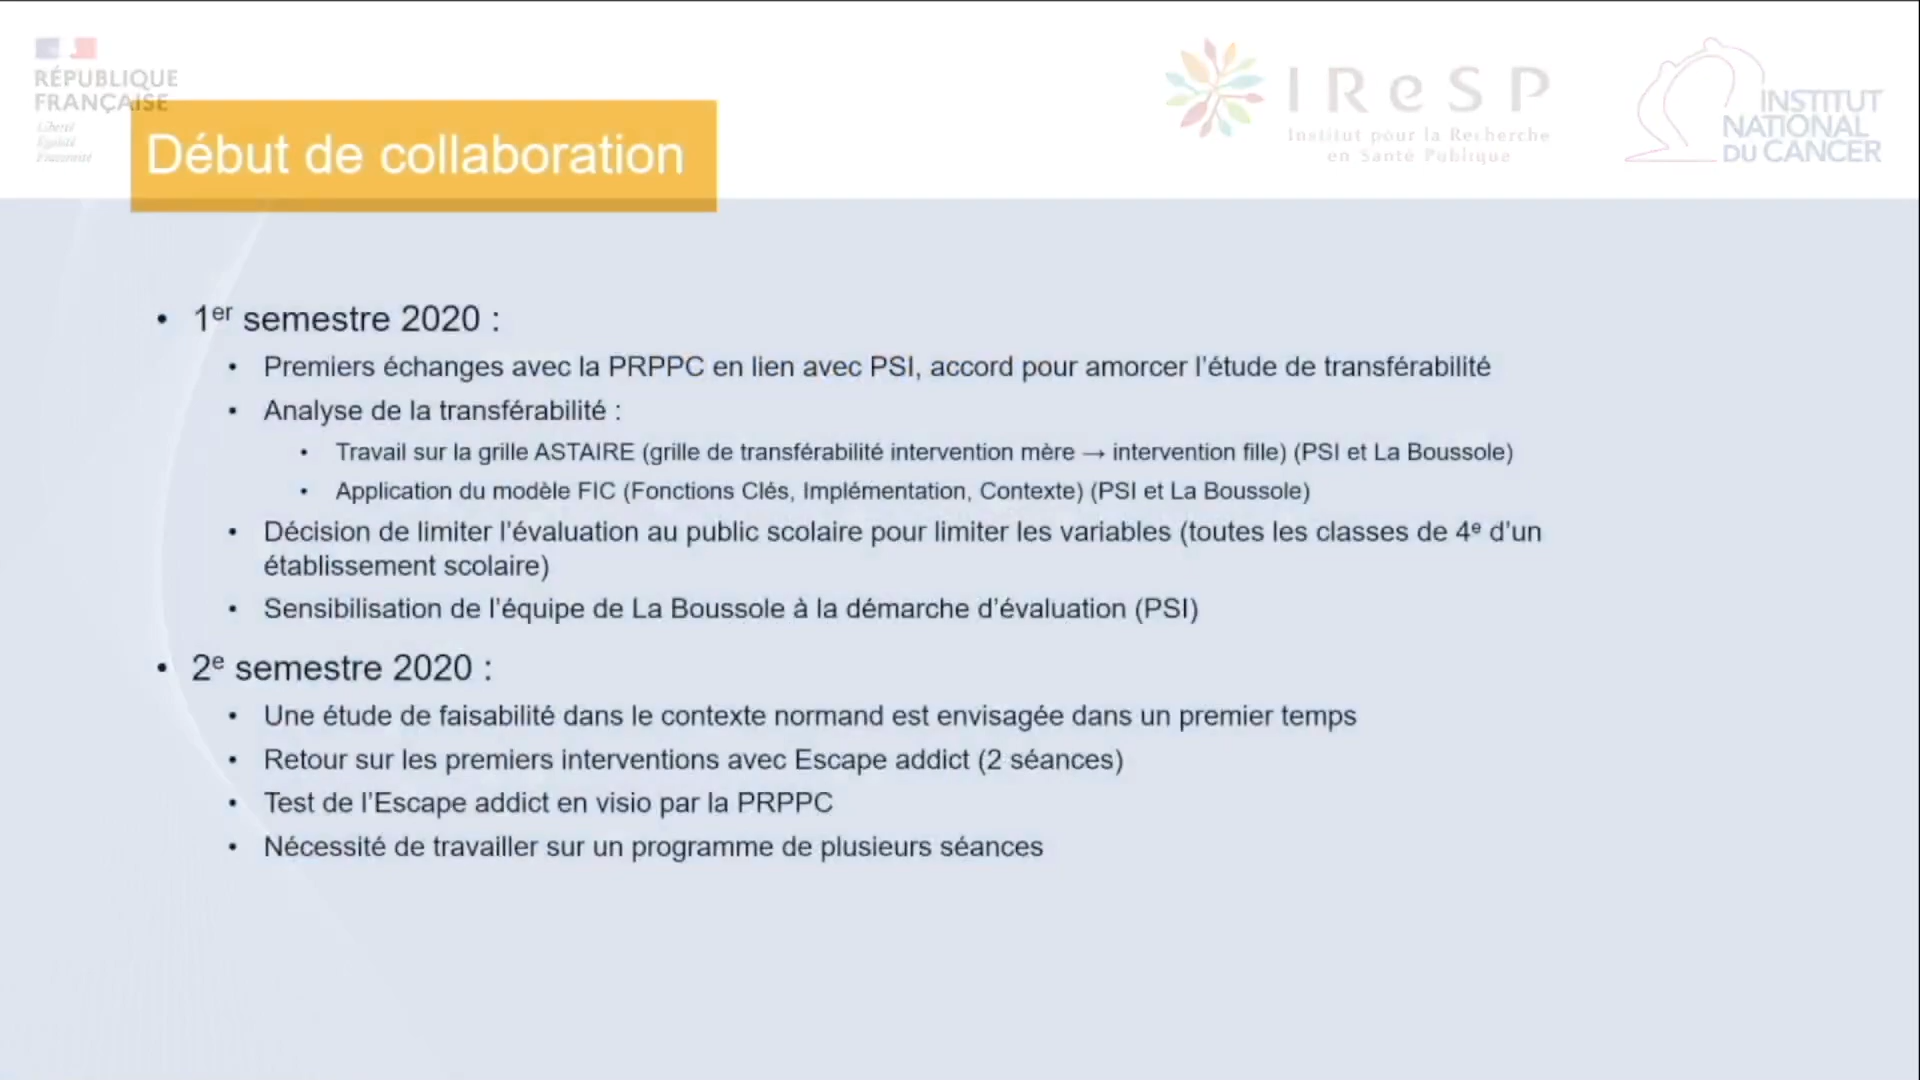 RÉPUBLIQUE
FRANÇAISE
Liberté
Égalité
Fraternité
IReSP
Institut pour la Recherche
en Santé Publique
INSTITUT
NATIONAL
DU CANCER
Début de collaboration
• 1er semestre 2020 :
• Premiers échanges avec la PRPPC en lien avec PSI, accord pour amorcer l'étude de transférabilité
• Analyse de la transférabilité :
• Travail sur la grille ASTAIRE (grille de transférabilité intervention mère → intervention fille) (PSI et La Boussole)
• Application du modèle FIC (Fonctions Clés, Implémentation, Contexte) (PSI et La Boussole)
• Décision de limiter l'évaluation au public scolaire pour limiter les variables (toutes les classes de 4e d'un
établissement scolaire)
• Sensibilisation de l'équipe de La Boussole à la démarche d'évaluation (PSI)
• 2e semestre 2020 :
• Une étude de faisabilité dans le contexte normand est envisagée dans un premier temps
• Retour sur les premiers interventions avec Escape addict (2 séances)
• Test de l'Escape addict en visio par la PRPPC
• Nécessité de travailler sur un programme de plusieurs séances